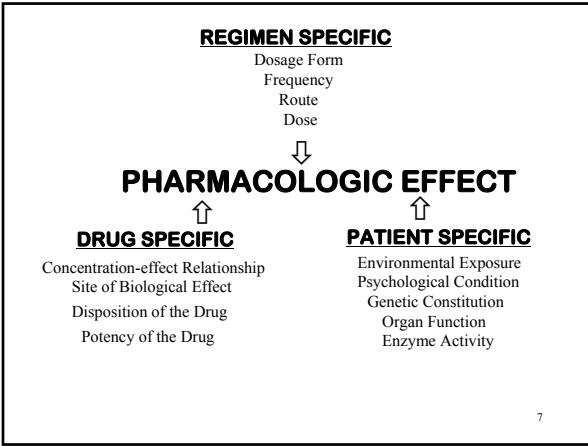 REGIMEN SPECIFIC
Dosage Form
Frequency
Route
Dose
PHARMACOLOGIC EFFECT
DRUG SPECIFIC
Concentration-effect Relationship
Site of Biological Effect
Disposition of the Drug
Potency of the Drug
PATIENT SPECIFIC
Environmental Exposure
Psychological Condition
Genetic Constitution
Organ Function
Enzyme Activity
7